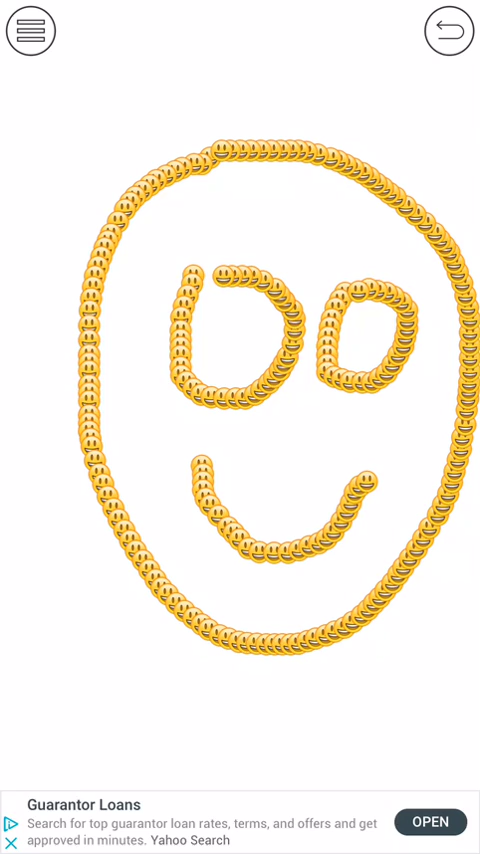 Guarantor Loans
Search for top guarantor loan rates, terms, and offers and get
approved in minutes. Yahoo Search
OPEN